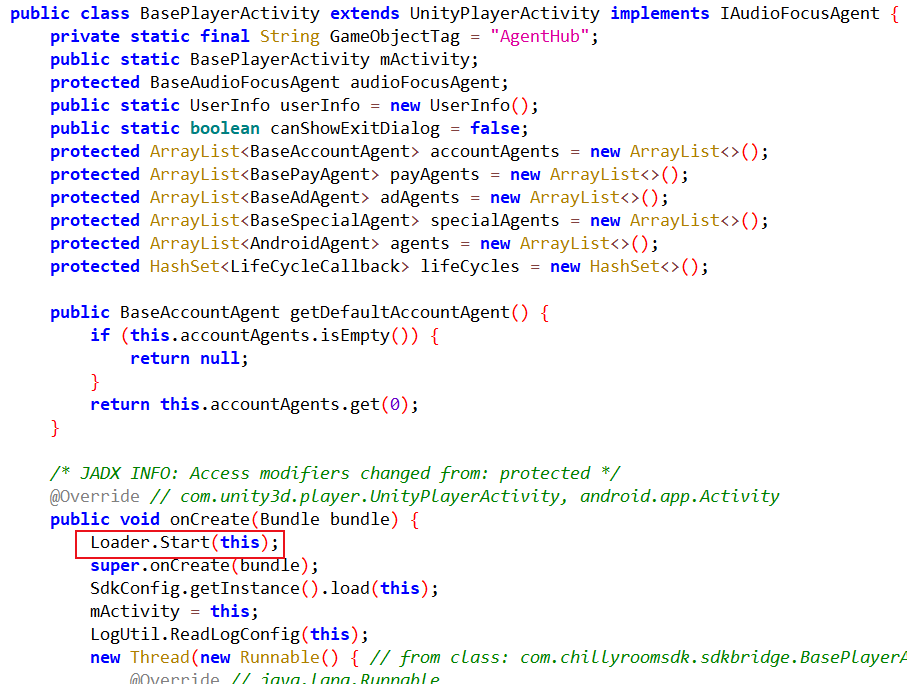 public class BasePlayerActivity extends UnityPlayerActivity implements IAudioFocusAgent {
    private static final String GameObjectTag = "AgentHub";
    public static BasePlayerActivity mActivity;
    protected BaseAudioFocusAgent audioFocusAgent;
    public static UserInfo userInfo = new UserInfo();
    public static boolean canShowExitDialog = false;
    protected ArrayList<BaseAccountAgent> accountAgents = new ArrayList<>();
    protected ArrayList<BasePayAgent> payAgents = new ArrayList<>();
    protected ArrayList<BaseAdAgent> adAgents = new ArrayList<>();
    protected ArrayList<BaseSpecialAgent> specialAgents = new ArrayList<>();
    protected ArrayList<AndroidAgent> agents = new ArrayList<>();
    protected HashSet<LifeCycleCallback> lifeCycles = new HashSet<>();

    public BaseAccountAgent getDefaultAccountAgent() {
        if (this.accountAgents.isEmpty()) {
            return null;
        }
        return this.accountAgents.get(0);
    }

    /* JADX INFO: Access modifiers changed from: protected */
    @Override // com.unity3d.player.UnityPlayerActivity, android.app.Activity
    public void onCreate(Bundle bundle) {
        Loader.Start(this);
        super.onCreate(bundle);
        SdkConfig.getInstance().load(this);
        mActivity = this;
        LogUtil.ReadLogConfig(this);
        new Thread(new Runnable() { // from class: com.chillyroomsdk.sdkbridge.BasePlayerA
            @Override // java.lang.Runnable